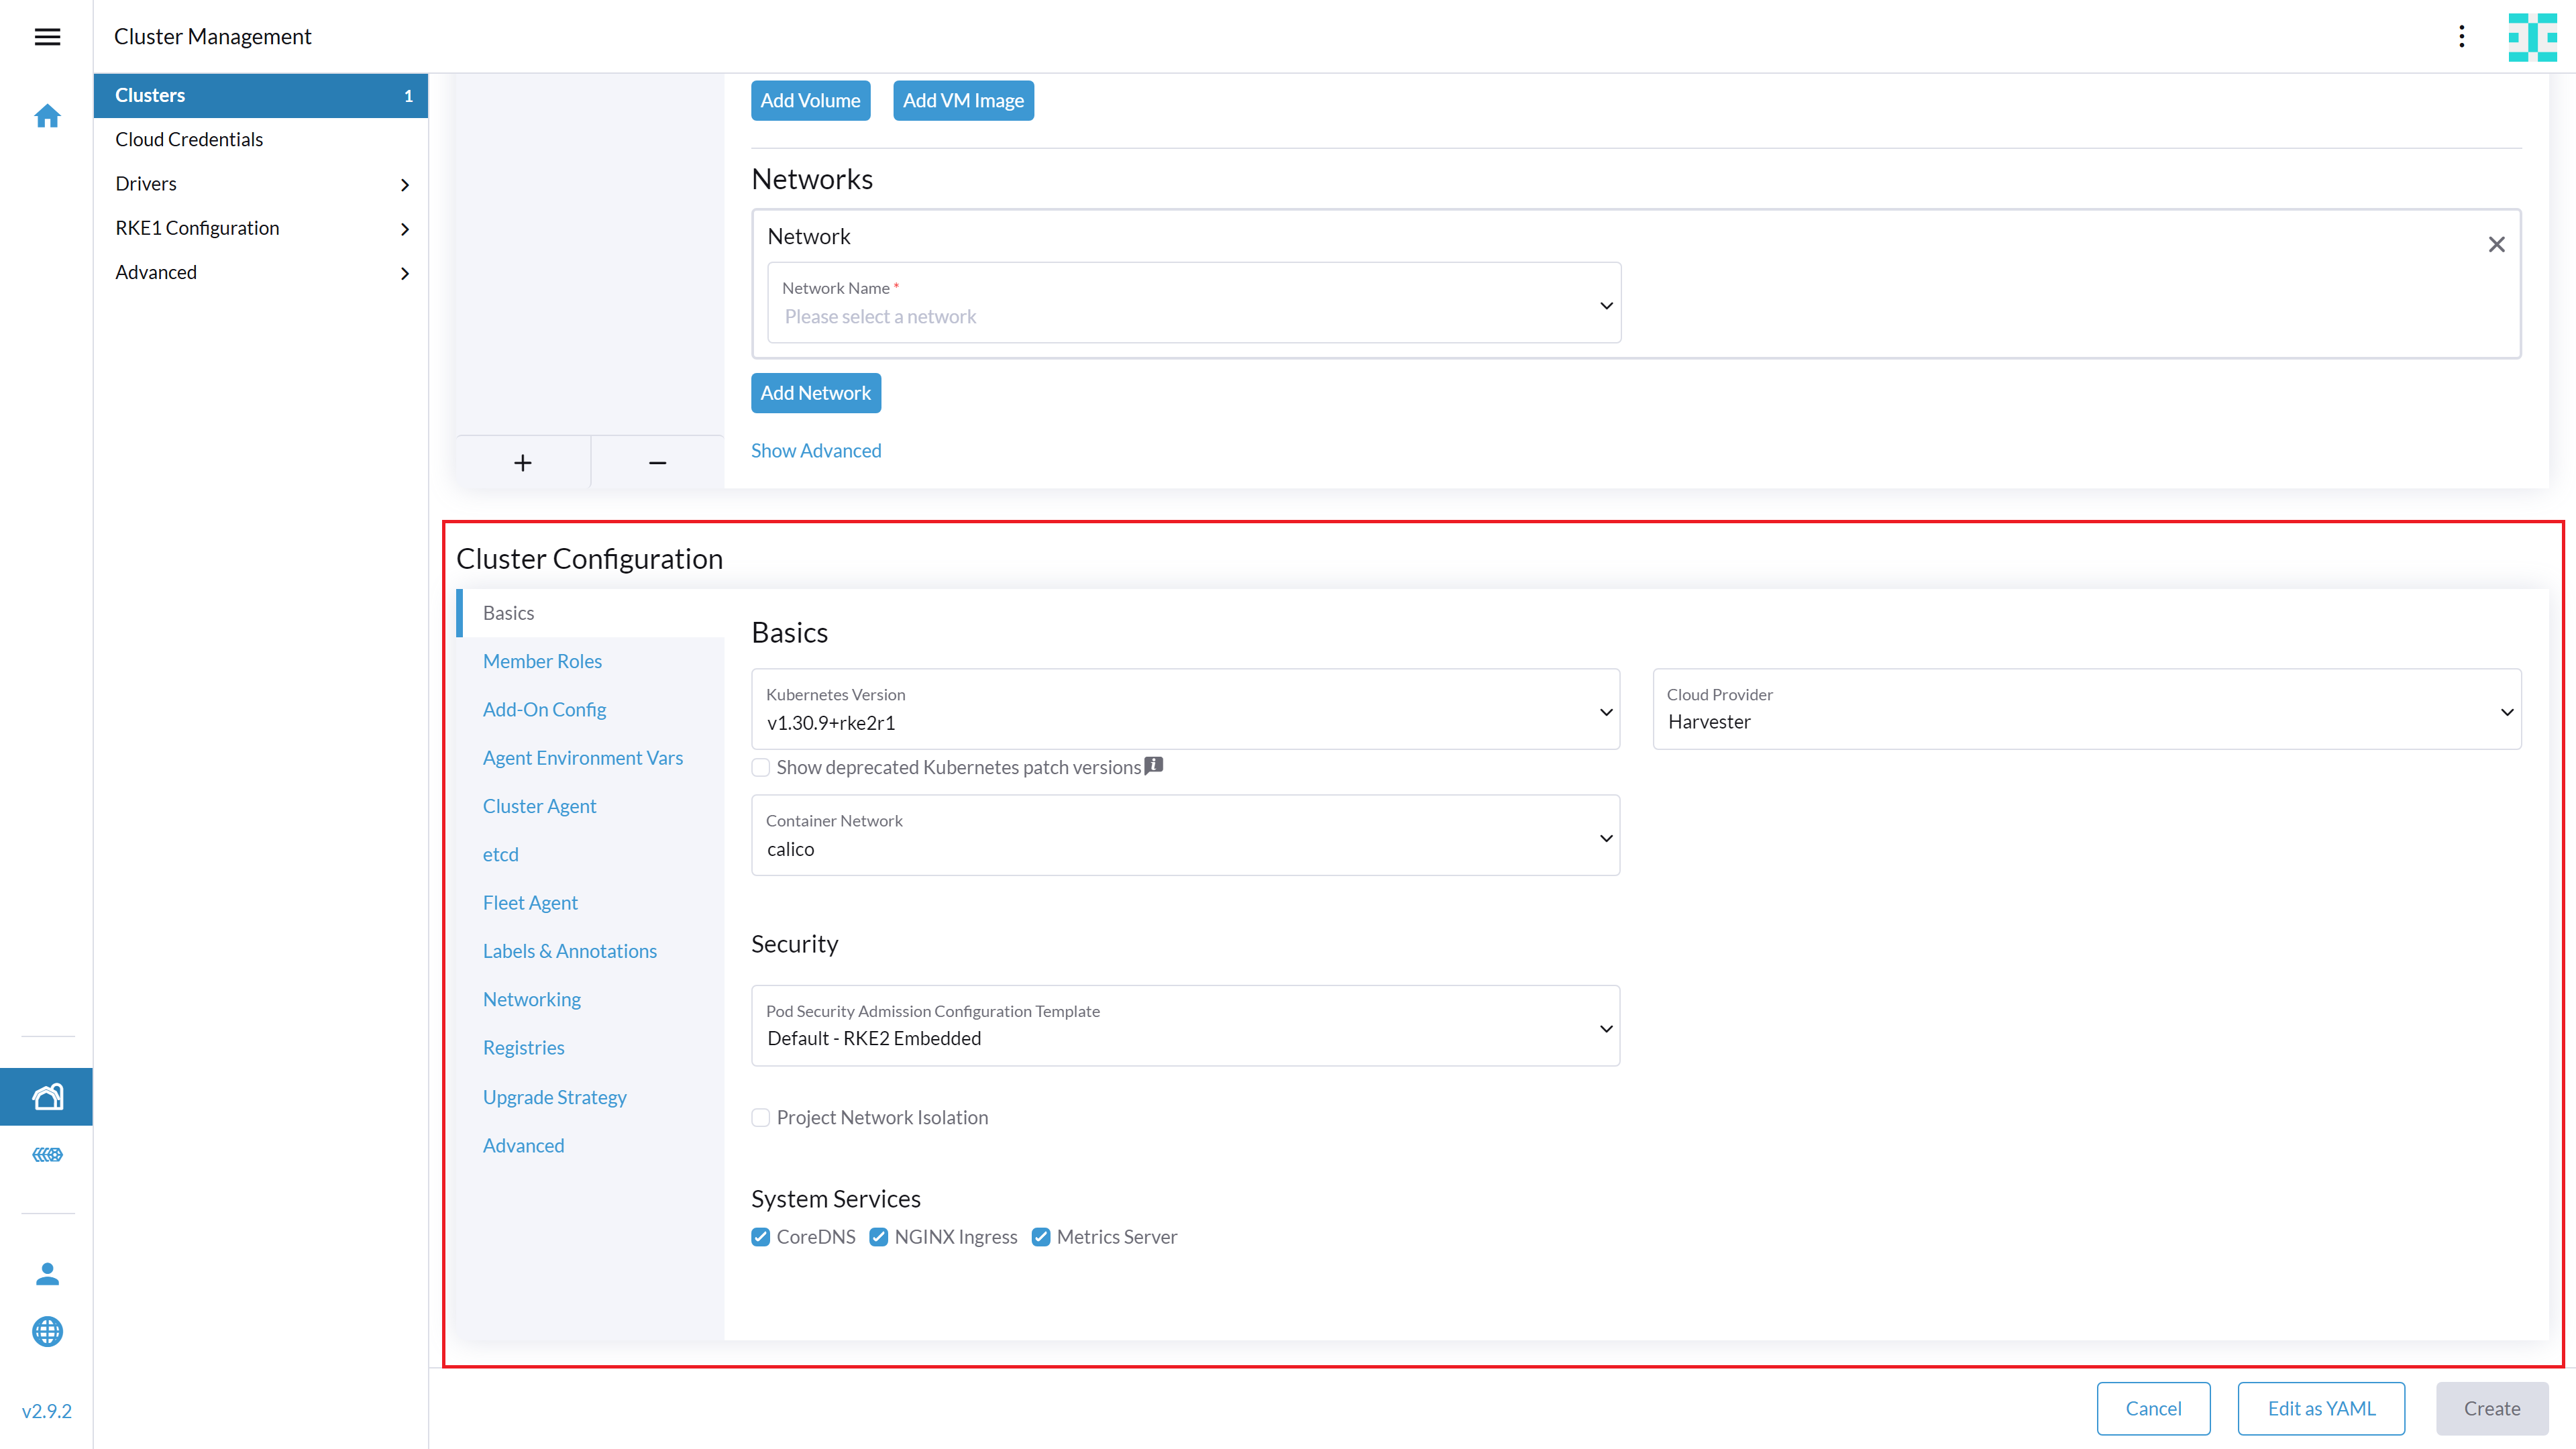 Cluster Management
Clusters 1
Cloud Credentials
Drivers
RKE1 Configuration
Advanced
v2.9.2
Add Volume Add VM Image
Networks
Network
Network Name *
Please select a network
Add Network
Show Advanced
Cluster Configuration
Basics
Member Roles
Add-On Config
Agent Environment Vars
Cluster Agent
etcd
Fleet Agent
Labels & Annotations
Networking
Registries
Upgrade Strategy
Advanced
Basics
Kubernetes Version
v1.30.9+rke2r1
Cloud Provider
Harvester
Show deprecated Kubernetes patch versions
Container Network
calico
Security
Pod Security Admission Configuration Template
Default - RKE2 Embedded
Project Network Isolation
System Services
CoreDNS NGINX Ingress Metrics Server
Cancel Edit as YAML Create